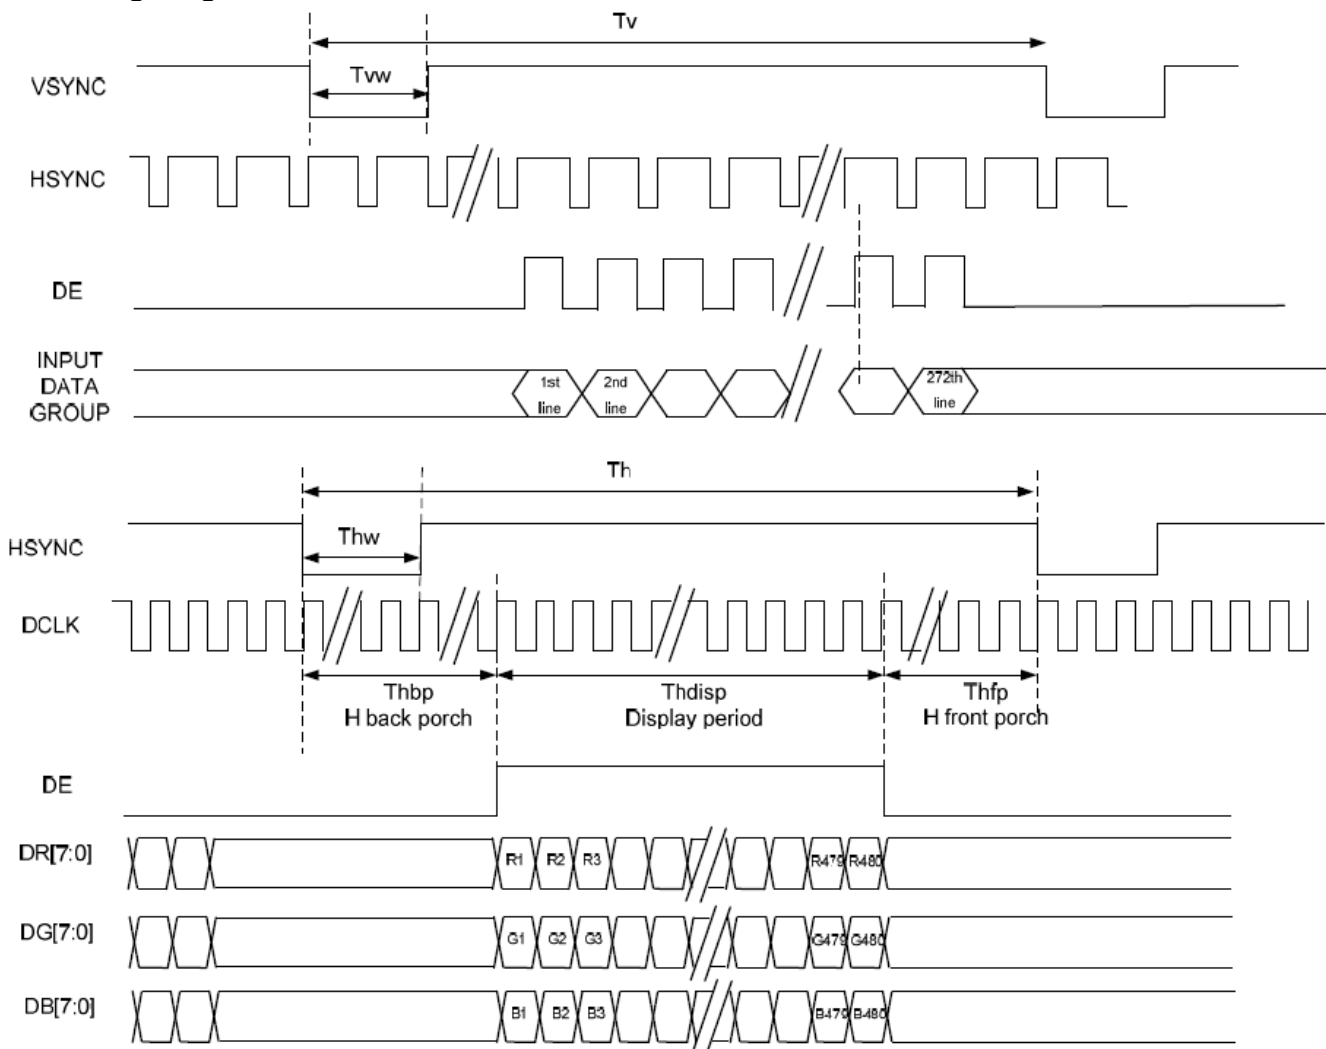 Tv
VSYNC
Tvw
HSYNC
DE
INPUT
DATA
GROUP
1st
line
2nd
line
272th
line
Th
HSYNC
Thw
DCLK
Thbp
H back porch
Thdisp
Display period
Thfp
H front porch
DE
DR[7:0]
R1 R2 R3 R479 R480
DG[7:0]
G1 G2 G3 G479 G480
DB[7:0]
B1 B2 B3 B479 B480